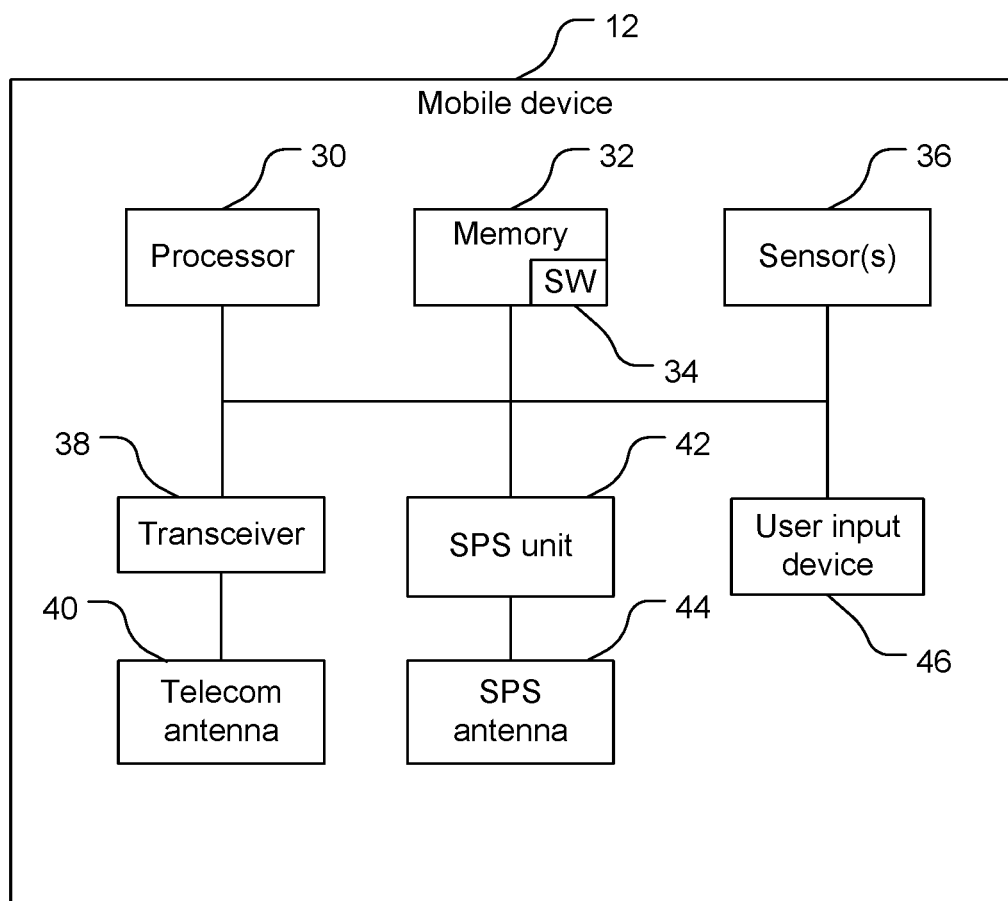 12
Mobile device
30
32
36
Processor
Memory
SW
Sensor(s)
34
38
42
Transceiver
SPS unit
User input
device
40
44
46
Telecom
antenna
SPS
antenna